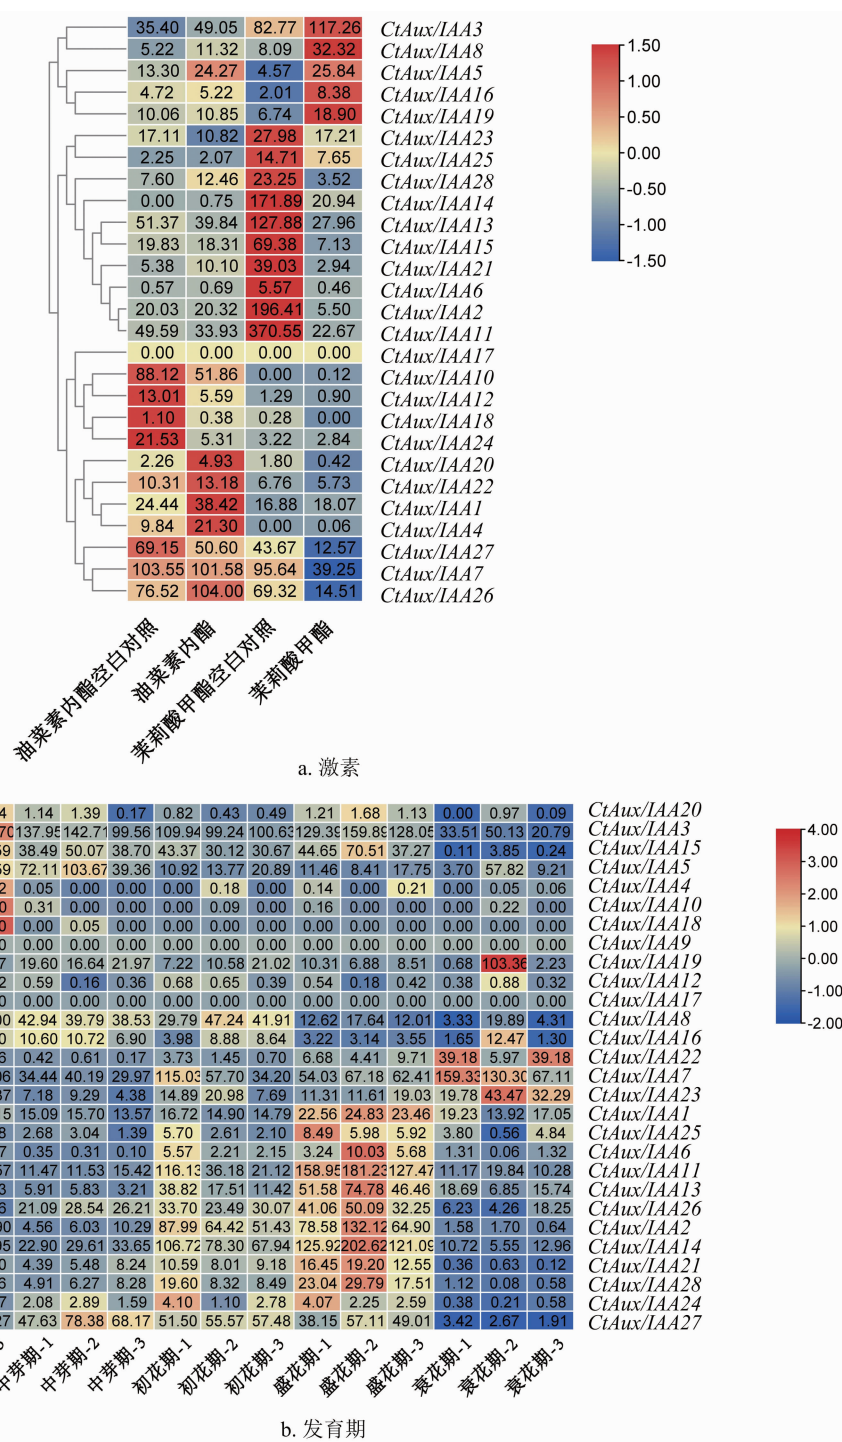 35.40 49.05 82.77 117.26 CtAux/IAA3
5.22 11.32 8.09 32.32 CtAux/IAA8
13.30 24.27 4.57 25.84 CtAux/IAA5
4.72 5.22 2.01 8.38 CtAux/IAA16
10.06 10.85 6.74 18.90 CtAux/IAA19
17.11 10.82 27.98 17.21 CtAux/IAA23
2.25 2.07 14.71 7.65 CtAux/IAA25
7.60 12.46 23.25 3.52 CtAux/IAA28
0.00 0.75 171.89 20.94 CtAux/IAA14
51.37 39.84 127.88 27.96 CtAux/IAA13
19.83 18.31 69.38 7.13 CtAux/IAA15
5.38 10.10 39.03 2.94 CtAux/IAA21
0.57 0.69 5.57 0.46 CtAux/IAA6
20.03 20.32 196.41 5.50 CtAux/IAA2
49.59 33.93 370.55 22.67 CtAux/IAA11
0.00 0.00 0.00 0.00 CtAux/IAA17
88.12 51.86 0.00 0.12 CtAux/IAA10
13.01 5.59 1.29 0.90 CtAux/IAA12
1.10 0.38 0.28 0.00 CtAux/IAA18
21.53 5.31 3.22 2.84 CtAux/IAA24
2.26 4.93 1.80 0.42 CtAux/IAA20
10.31 13.18 6.76 5.73 CtAux/IAA22
24.44 38.42 16.88 18.07 CtAux/IAA1
9.84 21.30 0.00 0.06 CtAux/IAA4
69.15 50.60 43.67 12.57 CtAux/IAA27
103.55 101.58 95.64 39.25 CtAux/IAA7
76.52 104.00 69.32 14.51 CtAux/IAA26
1.50
1.00
0.50
0.00
-0.50
-1.00
-1.50
油菜素内酯空白对照
油菜素内酯
茉莉酸甲酯空白对照
茉莉酸甲酯
a. 激素
4 1.14 1.39 0.17 0.82 0.43 0.49 1.21 1.68 1.13 0.00 0.97 0.09 CtAux/IAA20
70 137.95 142.71 99.56 109.94 99.24 100.63 129.39 159.89 128.05 33.51 50.13 20.79 CtAux/IAA3
59 38.49 50.07 38.70 43.37 30.12 30.67 44.65 70.51 37.27 0.11 3.85 0.24 CtAux/IAA15
59 72.11 103.67 39.36 10.92 13.77 20.89 11.46 8.41 17.75 3.70 57.82 9.21 CtAux/IAA5
2 0.05 0.00 0.00 0.00 0.18 0.00 0.14 0.00 0.21 0.00 0.05 0.06 CtAux/IAA4
0 0.31 0.00 0.00 0.00 0.09 0.00 0.16 0.00 0.00 0.00 0.22 0.00 CtAux/IAA10
0 0.00 0.05 0.00 0.00 0.00 0.00 0.00 0.00 0.00 0.00 0.00 0.00 CtAux/IAA18
0 0.00 0.00 0.00 0.00 0.00 0.00 0.00 0.00 0.00 0.00 0.00 0.00 CtAux/IAA9
7 19.60 16.64 21.97 7.22 10.58 21.02 10.31 6.88 8.51 0.68 103.36 2.23 CtAux/IAA19
2 0.59 0.16 0.36 0.68 0.65 0.39 0.54 0.18 0.42 0.38 0.88 0.32 CtAux/IAA12
0 0.00 0.00 0.00 0.00 0.00 0.00 0.00 0.00 0.00 0.00 0.00 0.00 CtAux/IAA17
00 42.94 39.79 38.53 29.79 47.24 41.91 12.62 17.64 12.01 3.33 19.89 4.31 CtAux/IAA8
0 10.60 10.72 6.90 3.98 8.88 8.64 3.22 3.14 3.55 1.65 12.47 1.30 CtAux/IAA16
6 0.42 0.61 0.17 3.73 1.45 0.70 6.68 4.41 9.71 39.18 5.97 39.18 CtAux/IAA22
06 34.44 40.19 29.97 115.03 57.70 34.20 54.03 67.18 62.41 159.33 130.30 67.11 CtAux/IAA7
37 7.18 9.29 4.38 14.89 20.98 7.69 11.31 11.61 19.03 19.78 43.47 32.29 CtAux/IAA23
5 15.09 15.70 13.57 16.72 14.90 14.79 22.56 24.83 23.46 19.23 13.92 17.05 CtAux/IAA1
8 2.68 3.04 1.39 5.70 2.61 2.10 8.49 5.98 5.92 3.80 0.56 4.84 CtAux/IAA25
7 0.35 0.31 0.10 5.57 2.21 2.15 3.24 10.03 5.68 1.31 0.06 1.32 CtAux/IAA6
57 11.47 11.53 15.42 116.13 36.18 21.12 158.95 181.23 127.47 11.17 19.84 10.28 CtAux/IAA11
3 5.91 5.83 3.21 38.82 17.51 11.42 51.58 74.78 46.46 18.69 6.85 15.74 CtAux/IAA13
6 21.09 28.54 26.21 33.70 23.49 30.07 41.06 50.09 32.25 6.23 4.26 18.25 CtAux/IAA26
90 4.56 6.03 10.29 87.99 64.42 51.43 78.58 132.12 64.90 1.58 1.70 0.64 CtAux/IAA2
95 22.90 29.61 33.65 106.72 78.30 67.94 125.92 202.62 121.09 10.72 5.55 12.96 CtAux/IAA14
0 4.39 5.48 8.24 10.59 8.01 9.18 16.45 19.20 12.55 0.36 0.63 0.12 CtAux/IAA21
6 4.91 6.27 8.28 19.60 8.32 8.49 23.04 29.79 17.51 1.12 0.08 0.58 CtAux/IAA28
7 2.08 2.89 1.59 4.10 1.10 2.78 4.07 2.25 2.59 0.38 0.21 0.58 CtAux/IAA24
27 47.63 78.38 68.17 51.50 55.57 57.48 38.15 57.11 49.01 3.42 2.67 1.91 CtAux/IAA27
4.00
3.00
2.00
1.00
0.00
-1.00
-2.00
中芽期-1
中芽期-2
中芽期-3
初花期-1
初花期-2
初花期-3
盛花期-1
盛花期-2
盛花期-3
衰花期-1
衰花期-2
衰花期-3
b. 发育期